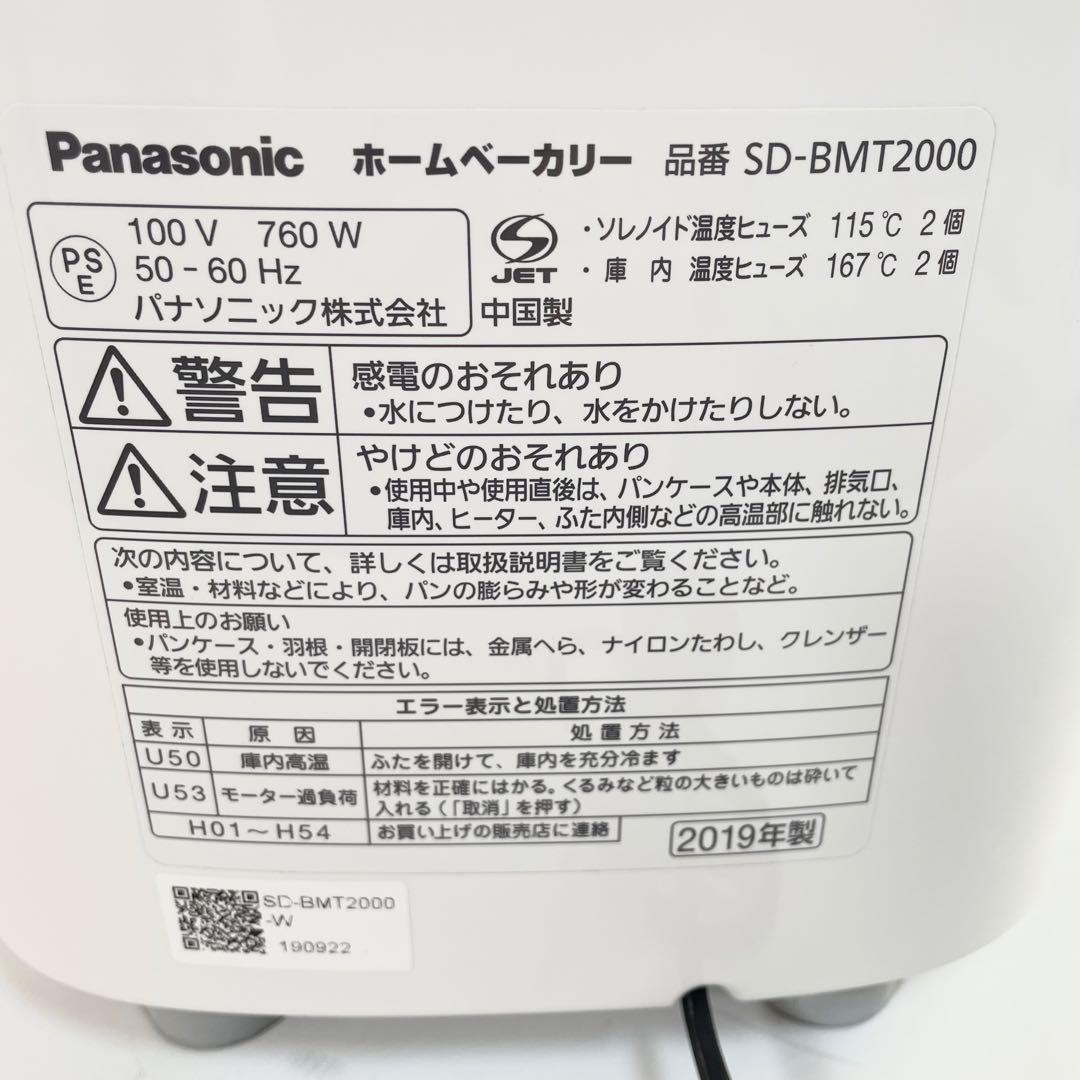 Panasonic ホームベーカリー 品番 SD-BMT2000
PSE
100 V 760 W
50 - 60 Hz
パナソニック株式会社
S JET
・ソレノイド温度ヒューズ 115℃ 2個
・庫 内 温度ヒューズ 167℃ 2個
中国製
警告
感電のおそれあり
•水につけたり、水をかけたりしない。
注意
やけどのおそれあり
•使用中や使用直後は、パンケースや本体、排気口、
庫内、ヒーター、ふた内側などの高温部に触れない。
次の内容について、詳しくは取扱説明書をご覧ください。
•室温・材料などにより、パンの膨らみや形が変わることなど。
使用上のお願い
•パンケース・羽根・開閉板には、金属へら、ナイロンたわし、クレンザー
等を使用しないでください。
エラー表示と処置方法
表示 原因 処置方法
U50 庫内高温 ふたを開けて、庫内を充分冷ます
U53 モーター過負荷 材料を正確にはかる。くるみなど粒の大きいものは砕いて
入れる(「取消」を押す)
H01～H54 お買い上げの販売店に連絡
2019年製
SD-BMT2000
-W
190922